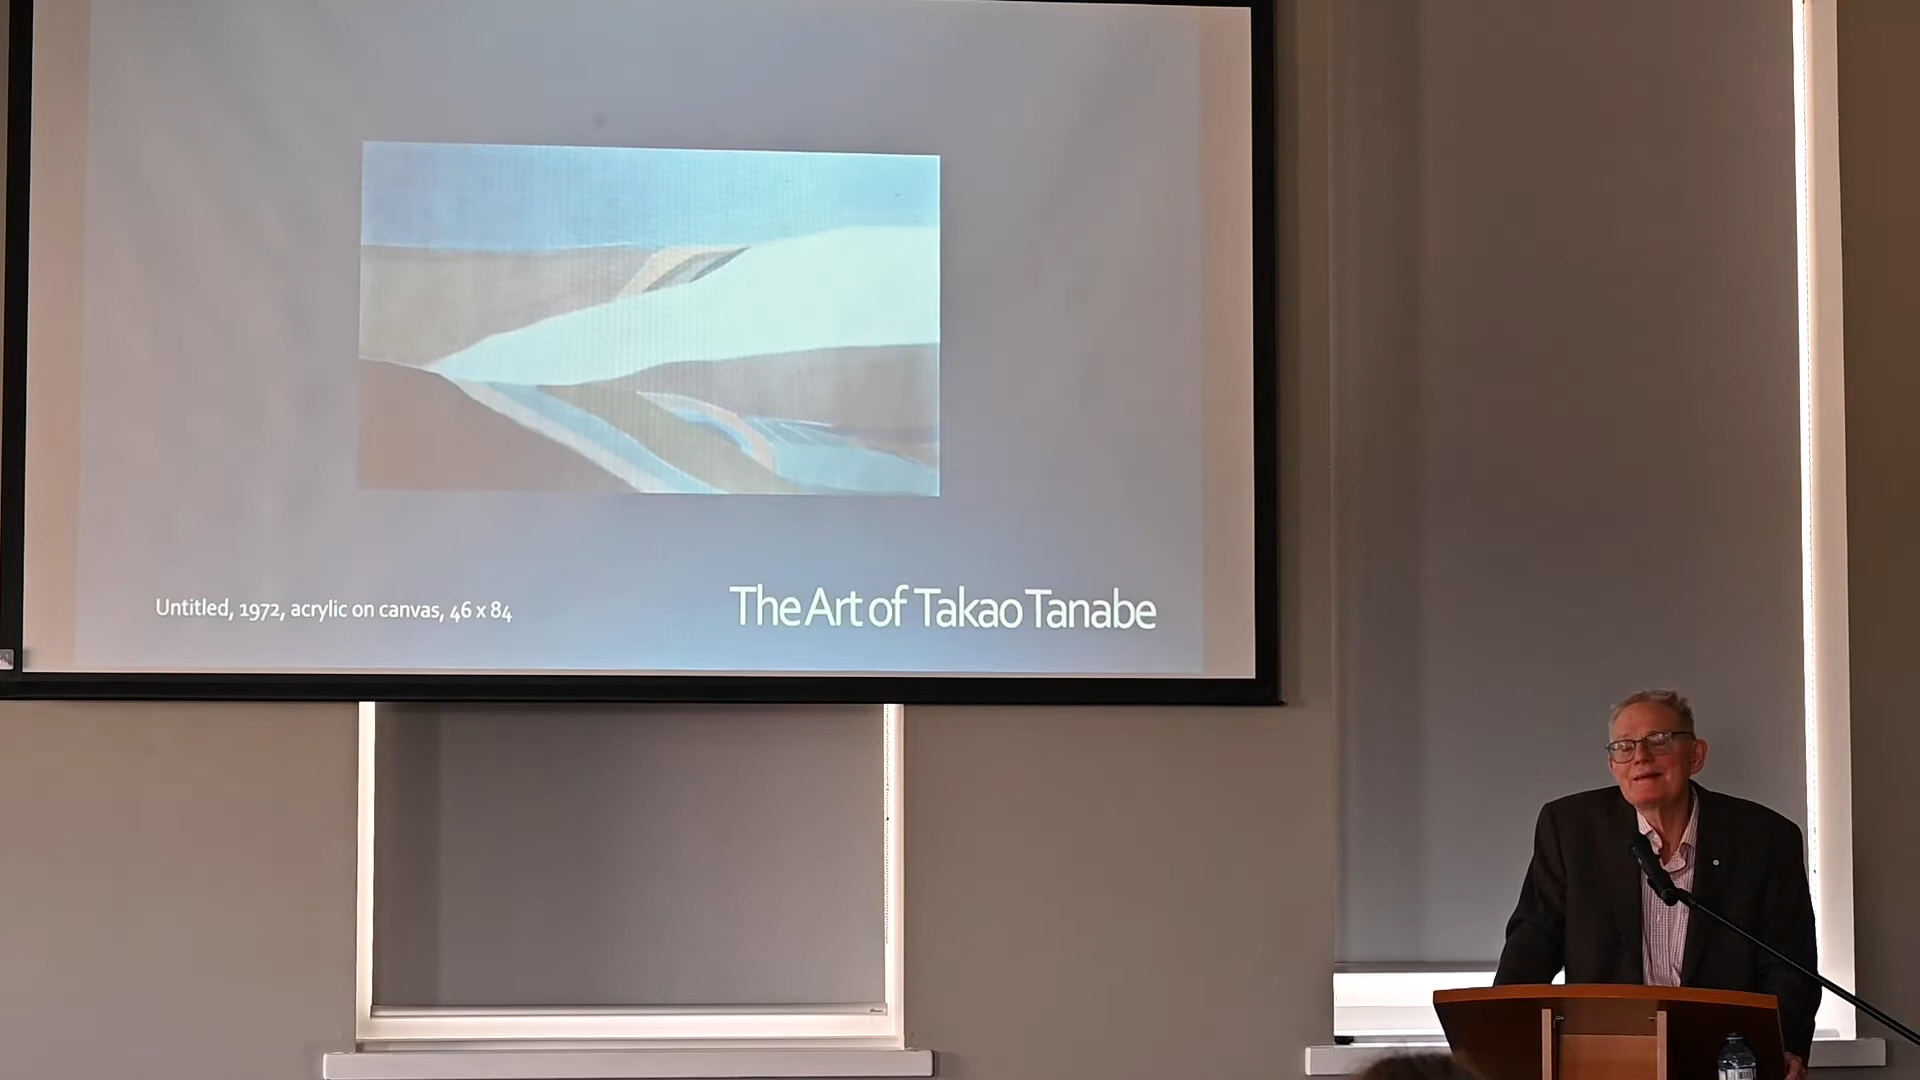 Untitled, 1972, acrylic on canvas, 46 x 84
The Art of Takao Tanabe